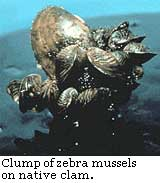 Clump of zebra mussels
on native clam.